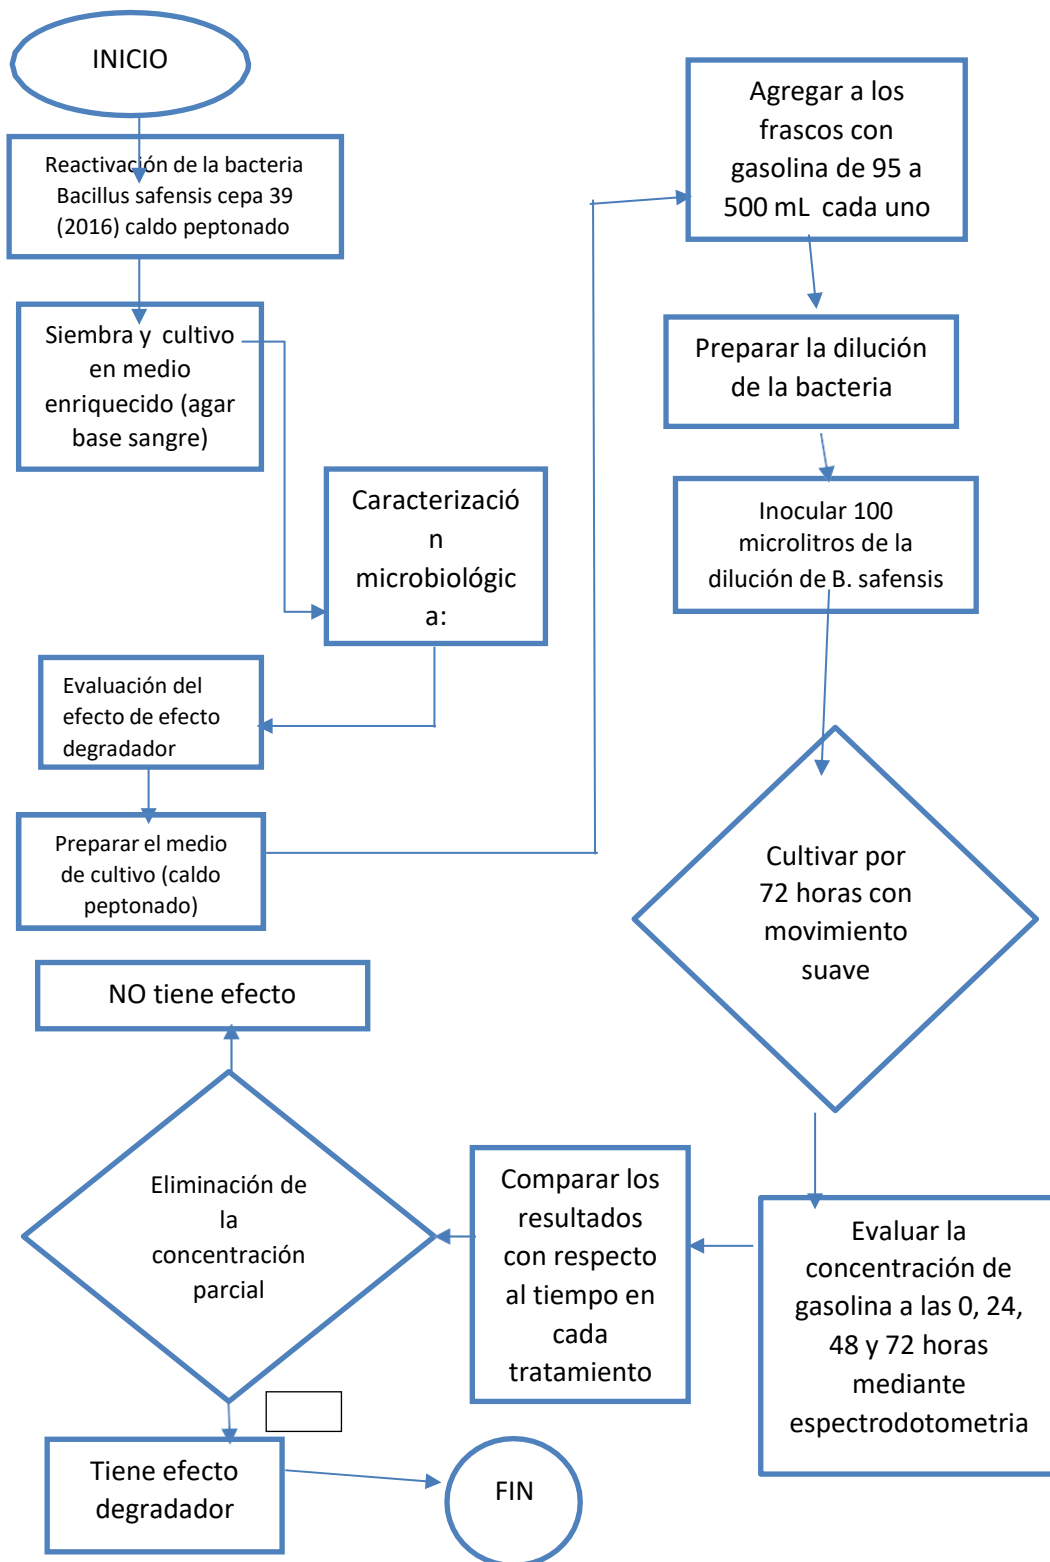 INICIO
Reactivación de la bacteria
Bacillus safensis cepa 39
(2016) caldo peptonado
Siembra y cultivo
en medio
enriquecido (agar
base sangre)
Caracterizació
n
microbiológic
a:
Evaluación del
efecto de efecto
degradador
Preparar el medio
de cultivo (caldo
peptonado)
Agregar a los
frascos con
gasolina de 95 a
500 mL cada uno
Preparar la dilución
de la bacteria
Inocular 100
microlitros de la
dilución de B. safensis
Cultivar por
72 horas con
movimiento
suave
Evaluar la
concentración de
gasolina a las 0, 24,
48 y 72 horas
mediante
espectrodotometria
Comparar los
resultados
con respecto
al tiempo en
cada
tratamiento
Eliminación de
la
concentración
parcial
NO tiene efecto
Tiene efecto
degradador
FIN